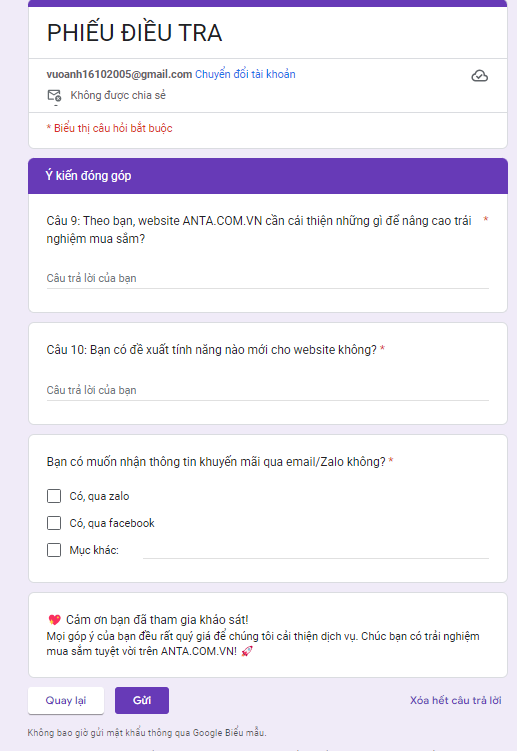 PHIẾU ĐIỀU TRA
vuoanh16102005@gmail.com Chuyển đổi tài khoản
Không được chia sẻ
* Biểu thị câu hỏi bắt buộc
Ý kiến đóng góp
Câu 9: Theo bạn, website ANTA.COM.VN cần cải thiện những gì để nâng cao trải *
nghiệm mua sắm?
Câu trả lời của bạn
Câu 10: Bạn có đề xuất tính năng nào mới cho website không? *
Câu trả lời của bạn
Bạn có muốn nhận thông tin khuyến mãi qua email/Zalo không? *
Có, qua zalo
Có, qua facebook
Mục khác:
💖 Cảm ơn bạn đã tham gia khảo sát!
Mọi góp ý của bạn đều rất quý giá để chúng tôi cải thiện dịch vụ. Chúc bạn có trải nghiệm
mua sắm tuyệt vời trên ANTA.COM.VN! 🚀
Quay lại Gửi Xóa hết câu trả lời
Không bao giờ gửi mật khẩu thông qua Google Biểu mẫu.